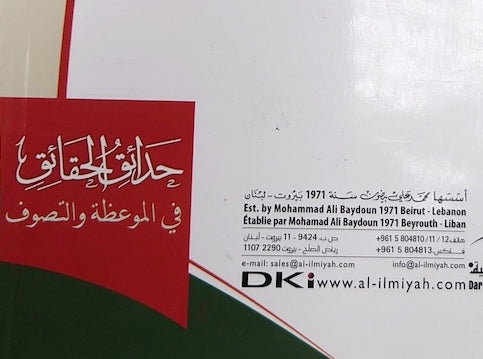 حدائق الحقائق
في الموعظة والتصوف
أسسها محمد علي بيضون سنة 1971 بيروت - لبنان
Est. by Mohammad Ali Baydoun 1971 Beirut - Lebanon
Établie par Mohamad Ali Baydoun 1971 Beyrouth - Liban
هاتف +961 5 804810/11/12
ص.ب 11-9424 بيروت - لبنان
فاكس +961 5 804813
رياض الصلح - بيروت 1107 2290
e-mail: sales@al-ilmiyah.com info@al-ilmiyah.com
DKi www.al-ilmiyah.com Dar